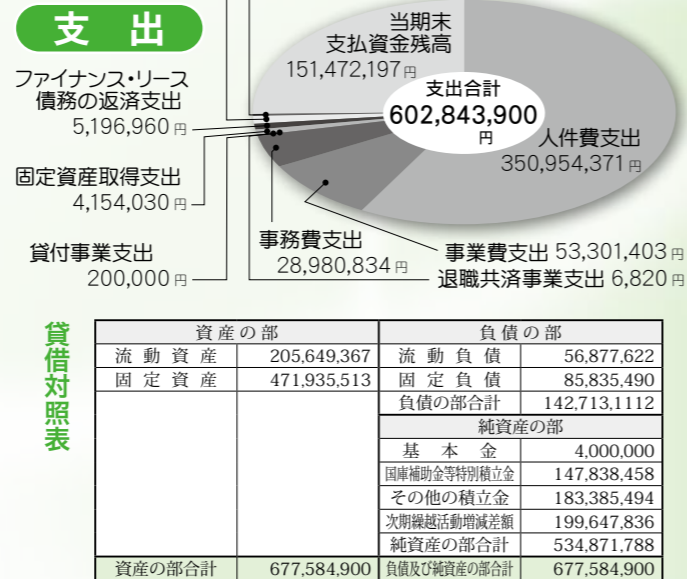 支 出
当期末
支払資金残高
151,472,197円
支出合計
602,843,900
円
人件費支出
350,954,371円
ファイナンス・リース
債務の返済支出
5,196,960円
固定資産取得支出
4,154,030円
貸付事業支出
200,000円
事務費支出
28,980,834円
事業費支出 53,301,403円
退職共済事業支出 6,820円
貸借対照表
資産の部 負債の部
流動資産 205,649,367 流動負債 56,877,622
固定資産 471,935,513 固定負債 85,835,490
負債の部合計 142,713,1112
純資産の部
基本金 4,000,000
国庫補助金等特別積立金 147,838,458
その他の積立金 183,385,494
次期繰越活動増減差額 199,647,836
純資産の部合計 534,871,788
資産の部合計 677,584,900 負債及び純資産の部合計 677,584,900